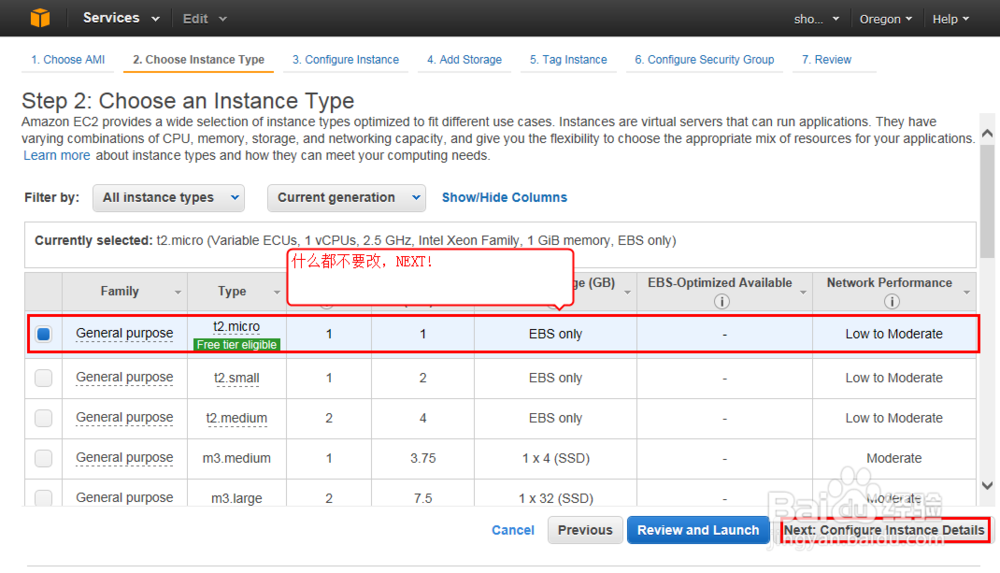 Services Edit sho... Oregon Help
1. Choose AMI 2. Choose Instance Type 3. Configure Instance 4. Add Storage 5. Tag Instance 6. Configure Security Group 7. Review
Step 2: Choose an Instance Type
Amazon EC2 provides a wide selection of instance types optimized to fit different use cases. Instances are virtual servers that can run applications. They have
varying combinations of CPU, memory, storage, and networking capacity, and give you the flexibility to choose the appropriate mix of resources for your applications.
Learn more about instance types and how they can meet your computing needs.
Filter by: All instance types Current generation Show/Hide Columns
Currently selected: t2.micro (Variable ECUs, 1 vCPUs, 2.5 GHz, Intel Xeon Family, 1 GiB memory, EBS only)
什么都不要改，NEXT！
Family Type (GB) EBS-Optimized Available Network Performance
General purpose t2.micro 1 1 EBS only - Low to Moderate
Free tier eligible
General purpose t2.small 1 2 EBS only - Low to Moderate
General purpose t2.medium 2 4 EBS only - Low to Moderate
General purpose m3.medium 1 3.75 1 x 4 (SSD) - Moderate
General purpose m3.large 2 7.5 1 x 32 (SSD) - Moderate
Baidu 经验
jingyan.baidu.com
Cancel Previous Review and Launch Next: Configure Instance Details